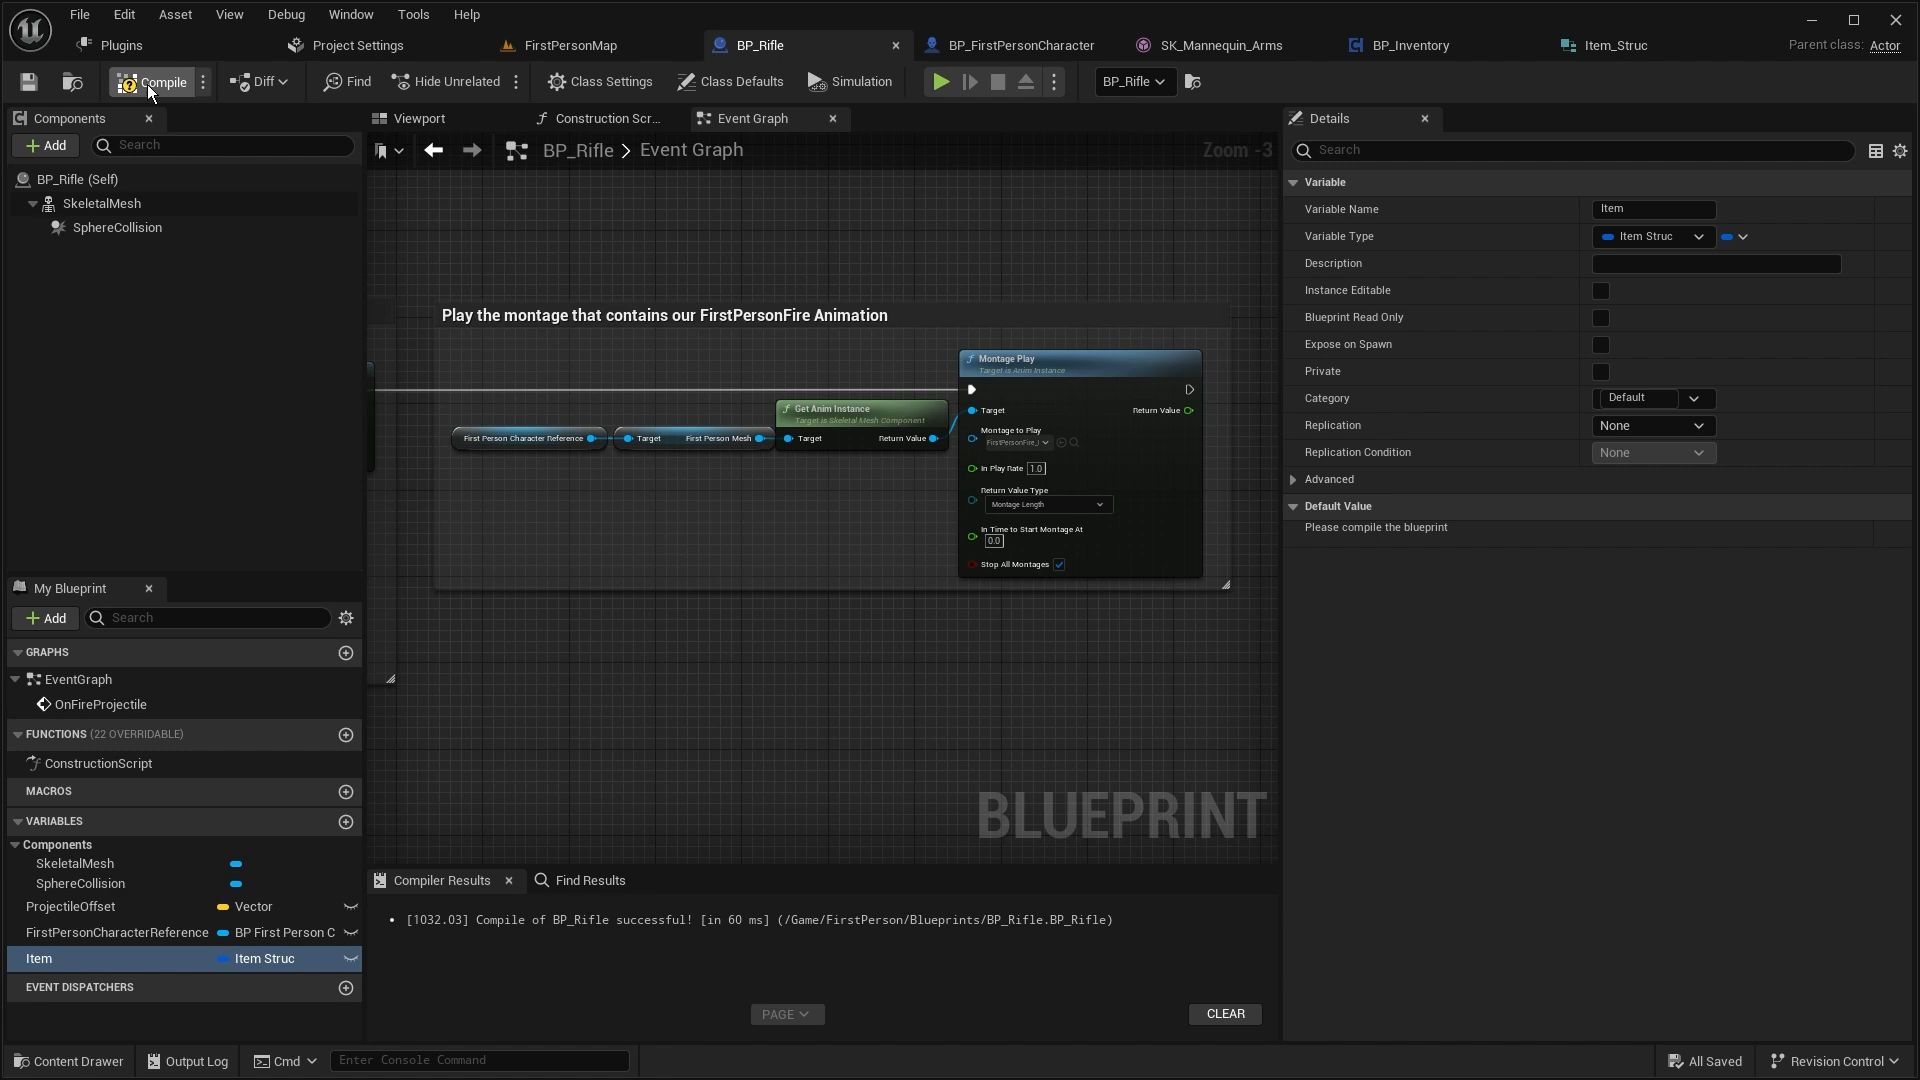 File Edit Asset View Debug Window Tools Help
Plugins Project Settings FirstPersonMap BP_Rifle BP_FirstPersonCharacter SK_Mannequin_Arms BP_Inventory Item_Struc Parent class: Actor
Compile Diff Find Hide Unrelated Class Settings Class Defaults Simulation BP_Rifle
Components
Add Search
BP_Rifle (Self)
SkeletalMesh
SphereCollision
Viewport Construction Scr... Event Graph
BP_Rifle > Event Graph Zoom -3
Play the montage that contains our FirstPersonFire Animation
Montage Play
Target is Anim Instance
Target Return Value
Montage to Play
FirstPersonFire_I
In Play Rate 1.0
Return Value Type
Montage Length
In Time to Start Montage At
0.0
Stop All Montages
Get Anim Instance
Target is Skeletal Mesh Component
First Person Character Reference Target First Person Mesh Target Return Value
BLUEPRINT
My Blueprint
Add Search
GRAPHS
EventGraph
OnFireProjectile
FUNCTIONS (22 OVERRIDABLE)
ConstructionScript
MACROS
VARIABLES
Components
SkeletalMesh
SphereCollision
ProjectileOffset Vector
FirstPersonCharacterReference BP First Person C
Item Item Struc
EVENT DISPATCHERS
Compiler Results Find Results
[1032.03] Compile of BP_Rifle successful! [in 60 ms] (/Game/FirstPerson/Blueprints/BP_Rifle.BP_Rifle)
PAGE CLEAR
Details
Search
Variable
Variable Name Item
Variable Type Item Struc
Description
Instance Editable
Blueprint Read Only
Expose on Spawn
Private
Category Default
Replication None
Replication Condition None
Advanced
Default Value
Please compile the blueprint
Content Drawer Output Log Cmd Enter Console Command All Saved Revision Control